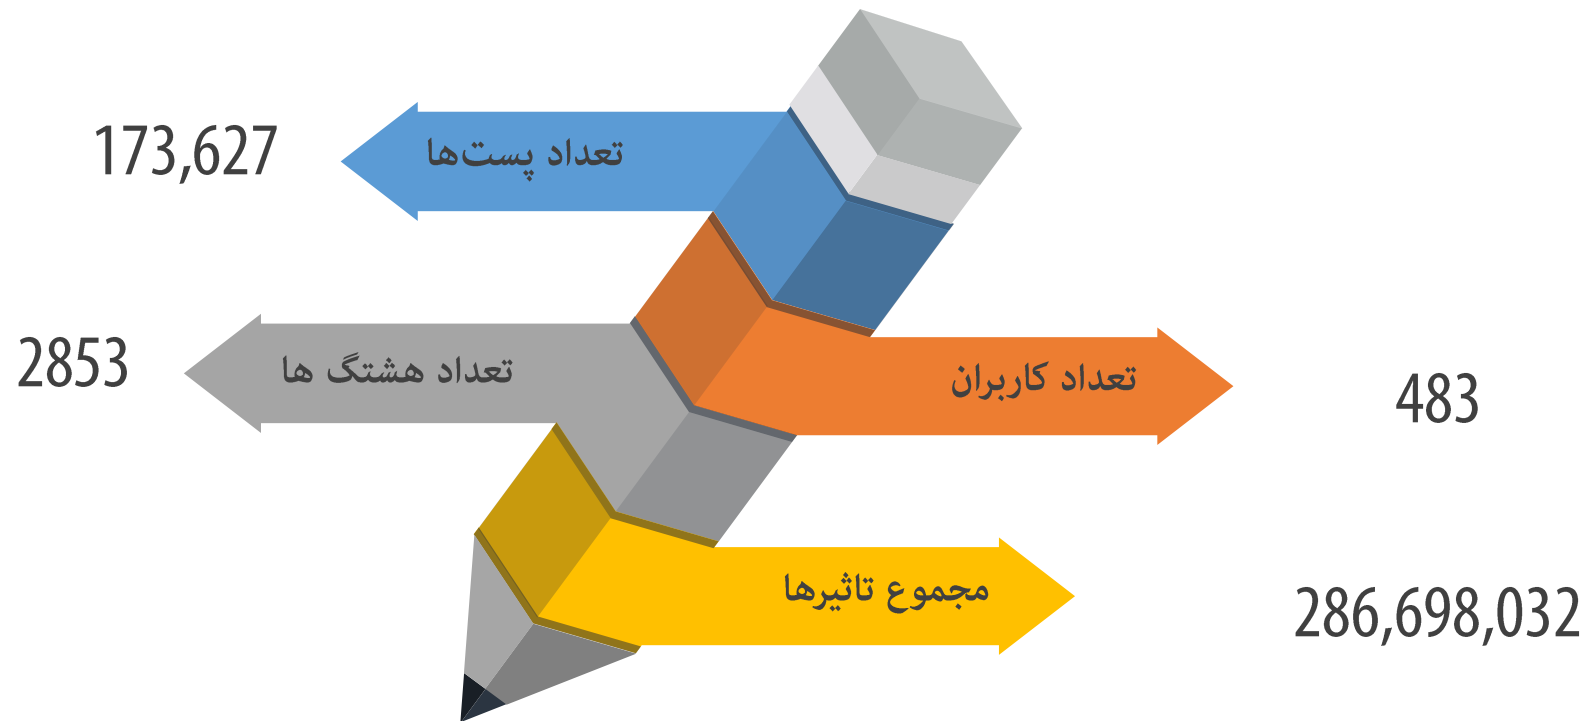 تعداد پست‌ها
173,627
تعداد کاربران
483
تعداد هشتگ ها
2853
مجموع تاثیرها
286,698,032